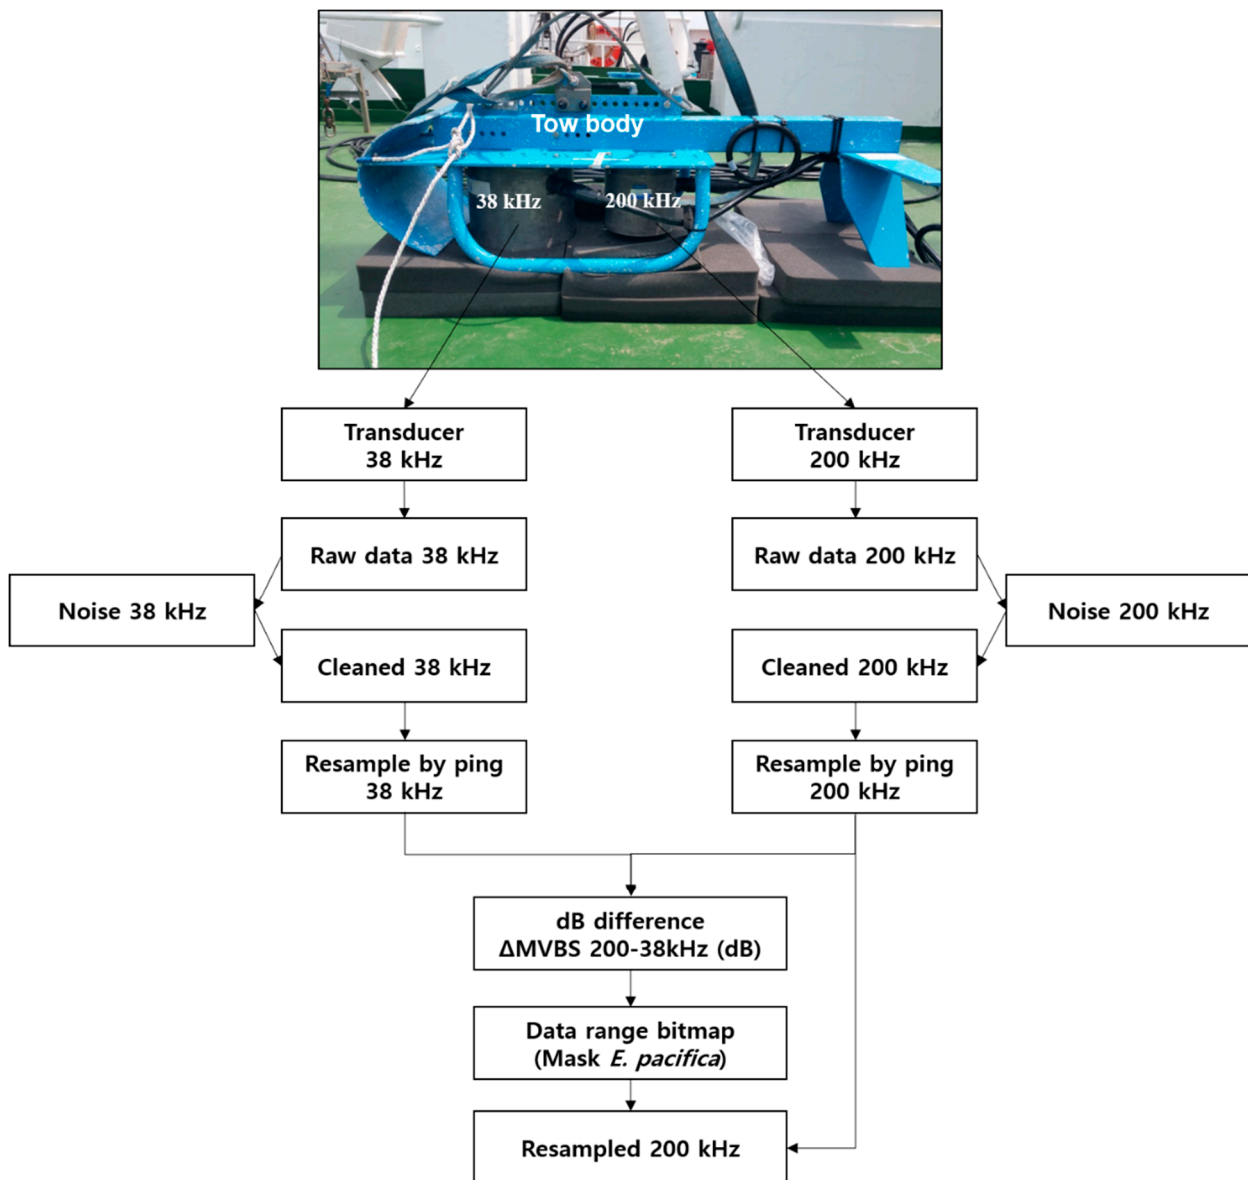 Tow body
38 kHz
200 kHz
Transducer
38 kHz
Transducer
200 kHz
Raw data 38 kHz
Raw data 200 kHz
Noise 38 kHz
Noise 200 kHz
Cleaned 38 kHz
Cleaned 200 kHz
Resample by ping
38 kHz
Resample by ping
200 kHz
dB difference
ΔMVBS 200-38kHz (dB)
Data range bitmap
(Mask E. pacifica)
Resampled 200 kHz